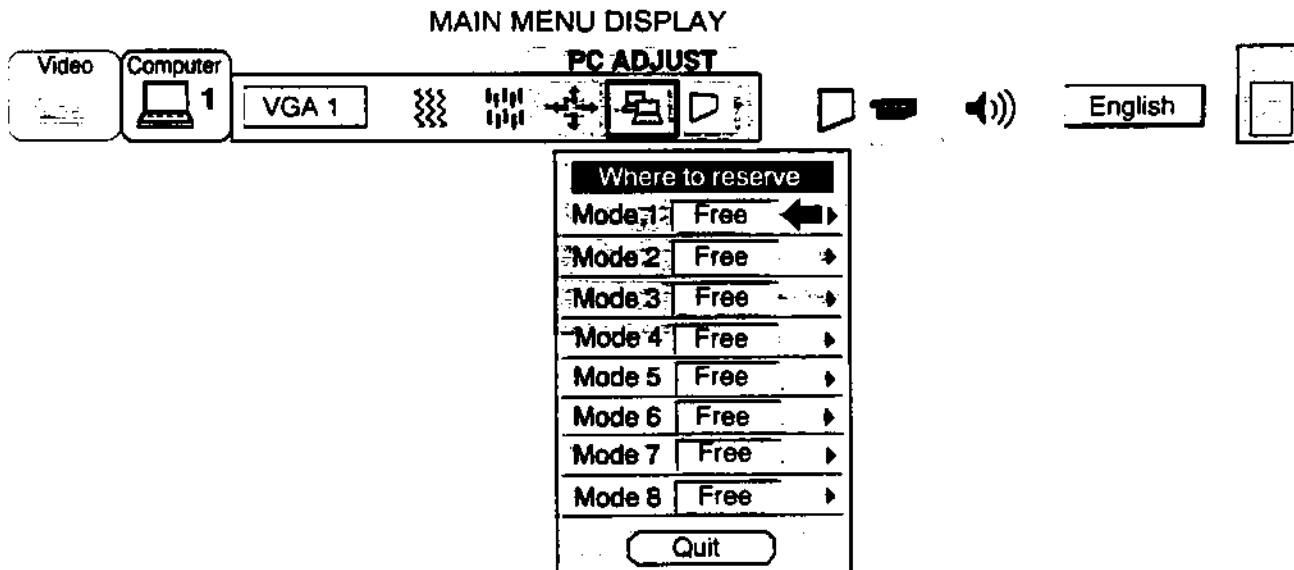 MAIN MENU DISPLAY
PC ADJUST
Video
Computer
1
VGA 1
English
Where to reserve
Mode 1 Free
Mode 2 Free
Mode 3 Free
Mode 4 Free
Mode 5 Free
Mode 6 Free
Mode 7 Free
Mode 8 Free
Quit